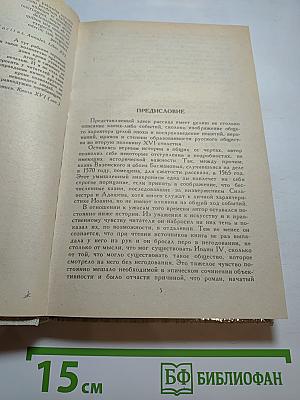 ПРЕДИСЛОВИЕ
Представляемый здесь рассказ имеет целию не столько
описание каких-либо событий, сколько изображение обще-
го характера целой эпохи и воспроизведение понятий, веро-
ваний, нравов и степени образованности русского общества
во вторую половину XVI столетия.
Оставаясь верным истории в общих ее чертах, автор
позволил себе некоторые отступления в подробностях, не
имеющих исторической важности. Так, между прочим,
казнь Вяземского и обоих Басмановых, случившаяся на деле
в 1570 году, помещена, для сжатости рассказа, в 1565 год.
Этот умышленный анахронизм едва ли навлечет на себя
строгое порицание, если принять в соображение, что бес-
численные казни, последовавшие за низвержением Силь-
вестра и Адашева, хотя много служат к личной характери-
стике Иоанна, но не имеют влияния на общий ход событий.
В отношении к ужасам того времени автор оставался по-
стоянно ниже истории. Из уважения к искусству и к нрав-
ственному чувству читателя он набросил на них тень и по-
казал их, по возможности, в отдалении. Тем не менее он
сознается, что при чтении источников книга не раз выпа-
дала у него из рук и он бросал перо в негодовании, не
столько от мысли, что мог существовать Иоанн IV, сколько
от той, что могло существовать такое общество, которое
смотрело на него без негодования. Это тяжелое чувство по-
стоянно мешало необходимой в эпическом сочинении объек-
тивности и было отчасти причиной, что роман, начатый
5
15 см
БФ БИБЛИОФАН